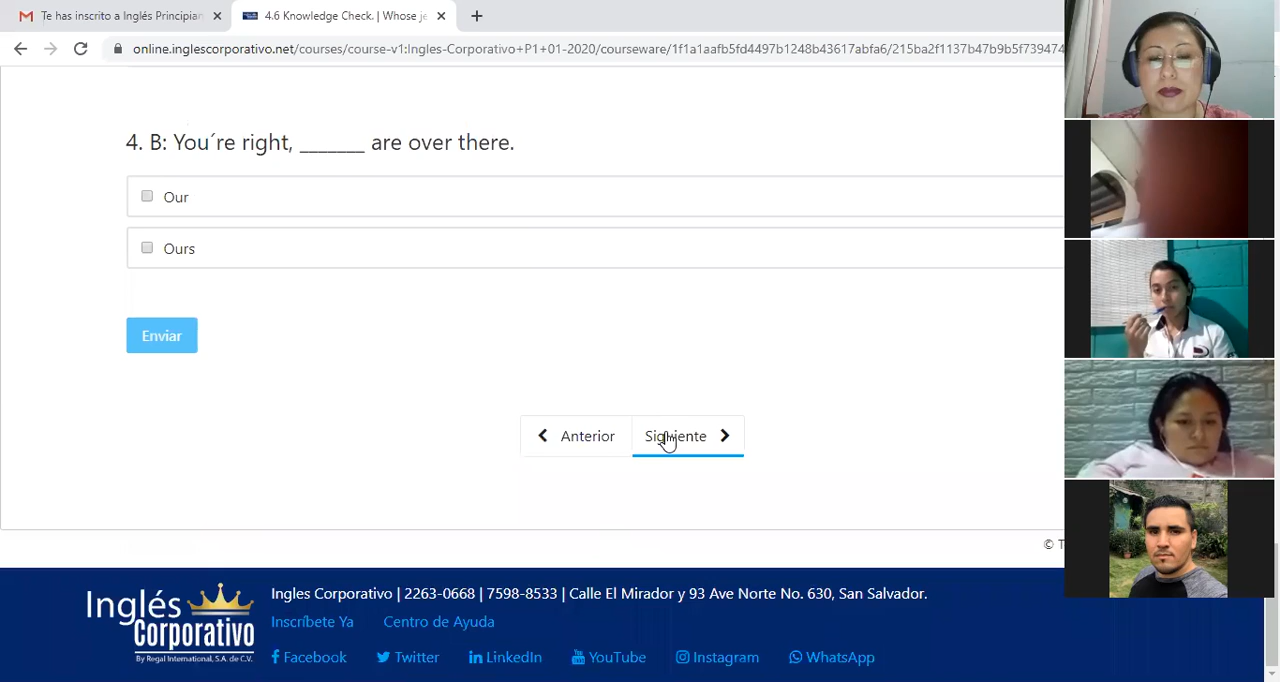 Te has inscrito a Inglés Principian
4.6 Knowledge Check. | Whose je
online.inglescorporativo.net/courses/course-v1:Ingles-Corporativo+P1+01-2020/courseware/1f1a1aafb5fd4497b1248b43617abfa6/215ba2f1137b47b9b5f739474
4. B: You´re right, _______ are over there.
Our
Ours
Enviar
Anterior
Siguiente
© T
Inglés Corporativo
By Regal International, S.A. de C.V.
Ingles Corporativo | 2263-0668 | 7598-8533 | Calle El Mirador y 93 Ave Norte No. 630, San Salvador.
Inscríbete Ya Centro de Ayuda
Facebook Twitter LinkedIn YouTube Instagram WhatsApp